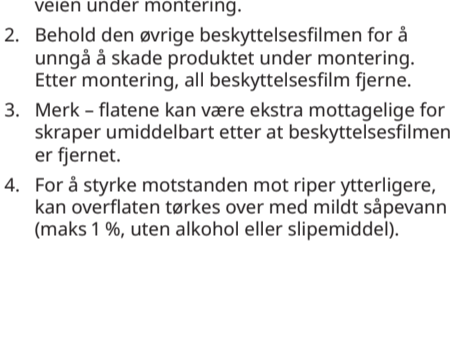 veien under montering.
2. Behold den øvrige beskyttelsesfilmen for å
unngå å skade produktet under montering.
Etter montering, all beskyttelsesfilm fjerne.
3. Merk – flatene kan være ekstra mottagelige for
skraper umiddelbart etter at beskyttelsesfilmen
er fjernet.
4. For å styrke motstanden mot riper ytterligere,
kan overflaten tørkes over med mildt såpevann
(maks 1 %, uten alkohol eller slipemiddel).